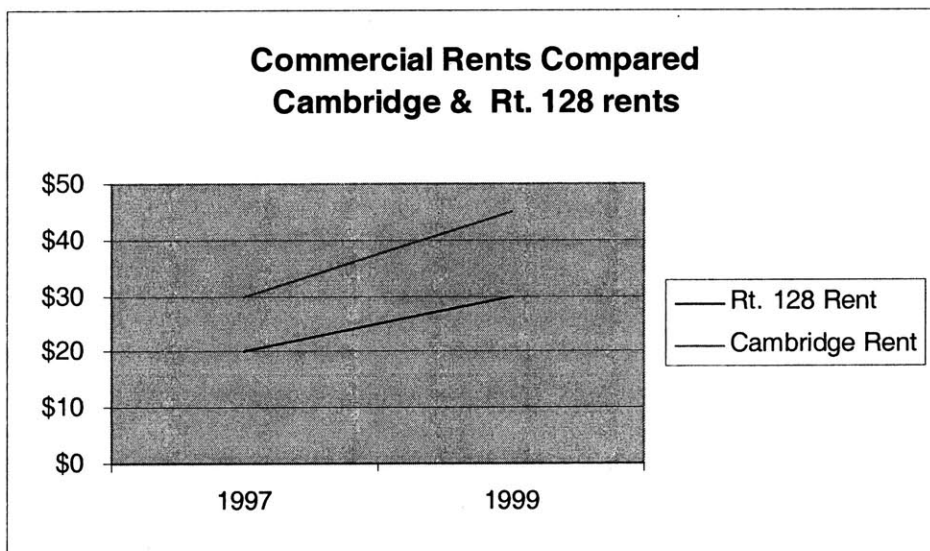 Commercial Rents Compared
Cambridge & Rt. 128 rents
$50
$40
$30
$20
$10
$0
1997
1999
Rt. 128 Rent
Cambridge Rent